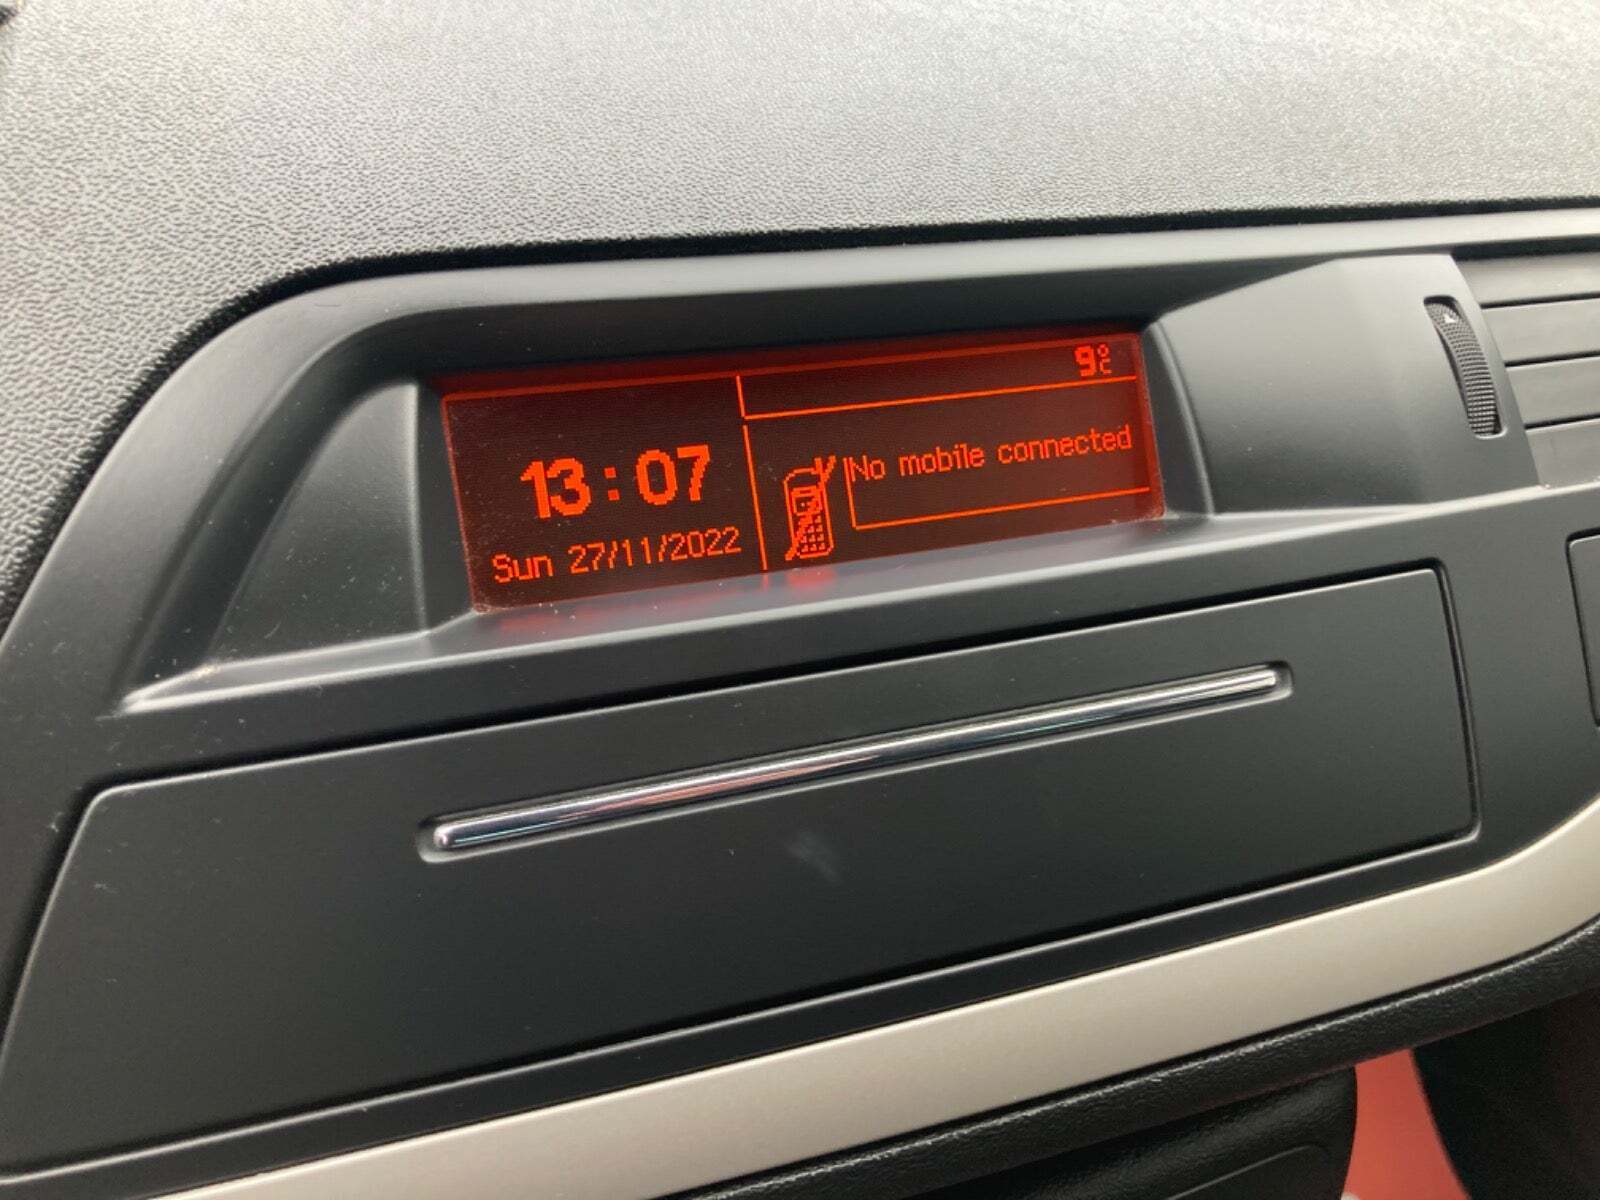 9°C
13:07
Sun 27/11/2022
No mobile connected